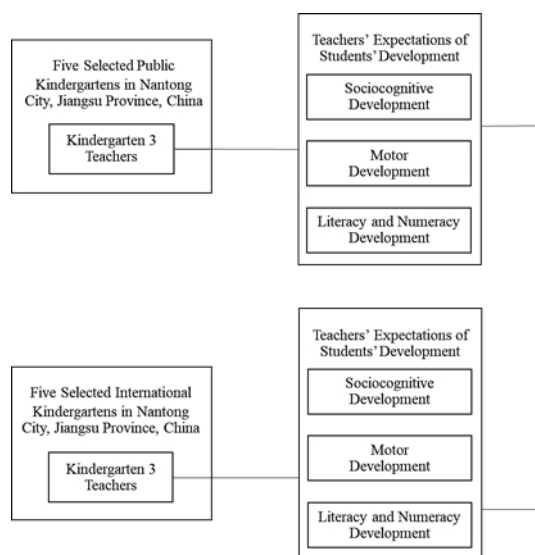 Five Selected Public
Kindergartens in Nantong
City, Jiangsu Province, China
Kindergarten 3
Teachers
Teachers' Expectations of
Students' Development
Sociocognitive
Development
Motor
Development
Literacy and Numeracy
Development
Five Selected International
Kindergartens in Nantong
City, Jiangsu Province, China
Kindergarten 3
Teachers
Teachers' Expectations of
Students' Development
Sociocognitive
Development
Motor
Development
Literacy and Numeracy
Development